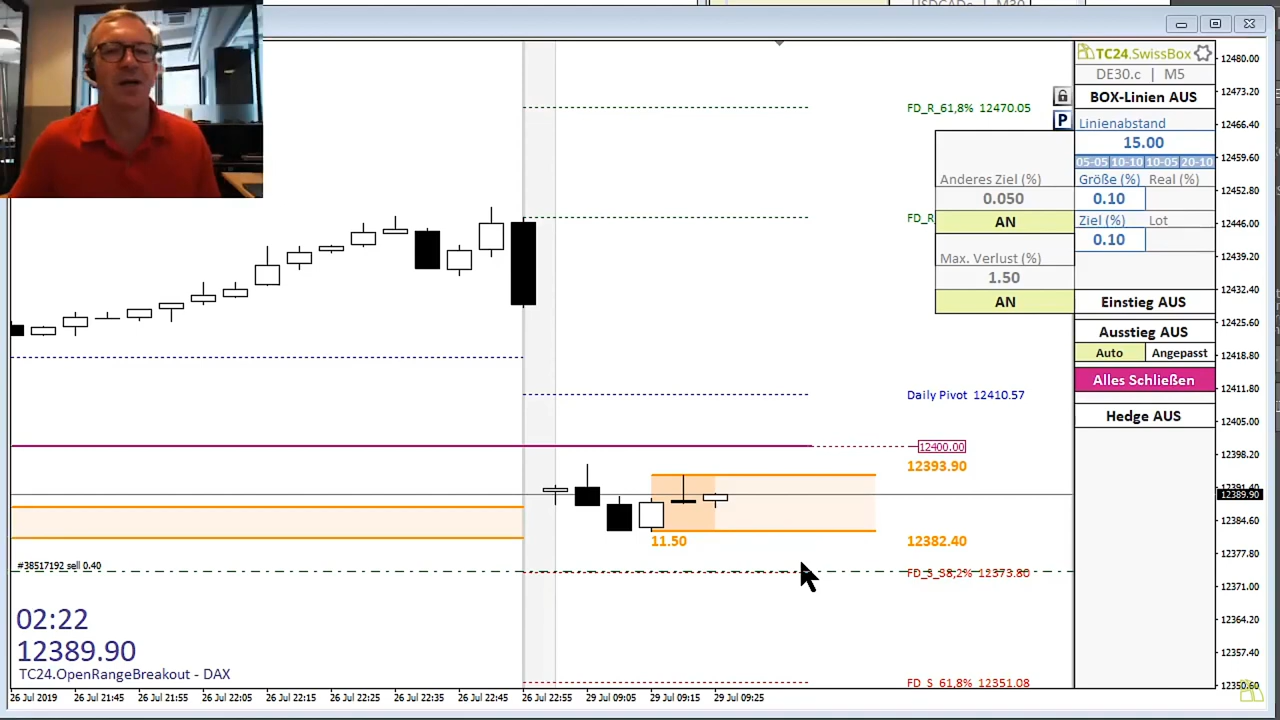 TC24.SwissBox
DE30.c | M5
BOX-Linien AUS
Linienabstand
15.00
05-05 10-10 10-05 20-10
Größe (%) Real (%)
0.10
Ziel (%) Lot
0.10
Einstieg AUS
Ausstieg AUS
Auto Angepasst
Alles Schließen
Hedge AUS
P
Anderes Ziel (%)
0.050
AN
Max. Verlust (%)
1.50
AN
FD_R_61,8% 12470.05
FD_R
Daily Pivot 12410.57
12400.00
12393.90
11.50
12382.40
FD_S_38,2% 12373.80
FD_S_61,8% 12351.08
#38517192 sell 0.40
02:22
12389.90
TC24.OpenRangeBreakout - DAX
12480.00
12473.20
12466.40
12459.60
12452.80
12446.00
12439.20
12432.40
12425.60
12418.80
12411.80
12405.00
12398.20
12389.90
12384.60
12377.80
12371.00
12364.20
12357.40
12350.60
26 Jul 2019
26 Jul 21:45
26 Jul 21:55
26 Jul 22:05
26 Jul 22:15
26 Jul 22:25
26 Jul 22:35
26 Jul 22:45
26 Jul 22:55
29 Jul 09:05
29 Jul 09:15
29 Jul 09:25